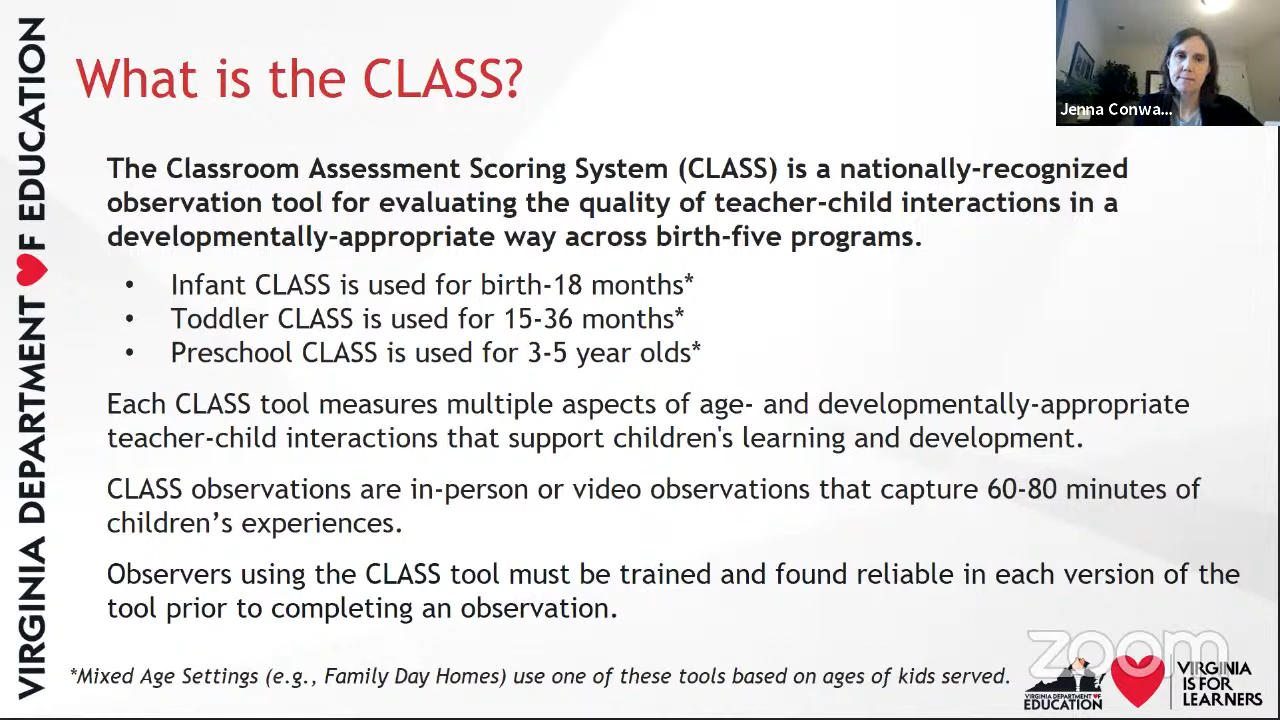 VIRGINIA DEPARTMENT OF EDUCATION
What is the CLASS?
Jenna Conwa...
The Classroom Assessment Scoring System (CLASS) is a nationally-recognized
observation tool for evaluating the quality of teacher-child interactions in a
developmentally-appropriate way across birth-five programs.
• Infant CLASS is used for birth-18 months*
• Toddler CLASS is used for 15-36 months*
• Preschool CLASS is used for 3-5 year olds*
Each CLASS tool measures multiple aspects of age- and developmentally-appropriate
teacher-child interactions that support children's learning and development.
CLASS observations are in-person or video observations that capture 60-80 minutes of
children’s experiences.
Observers using the CLASS tool must be trained and found reliable in each version of the
tool prior to completing an observation.
*Mixed Age Settings (e.g., Family Day Homes) use one of these tools based on ages of kids served.
zoom
VIRGINIA DEPARTMENT OF
EDUCATION
VIRGINIA
IS FOR
LEARNERS